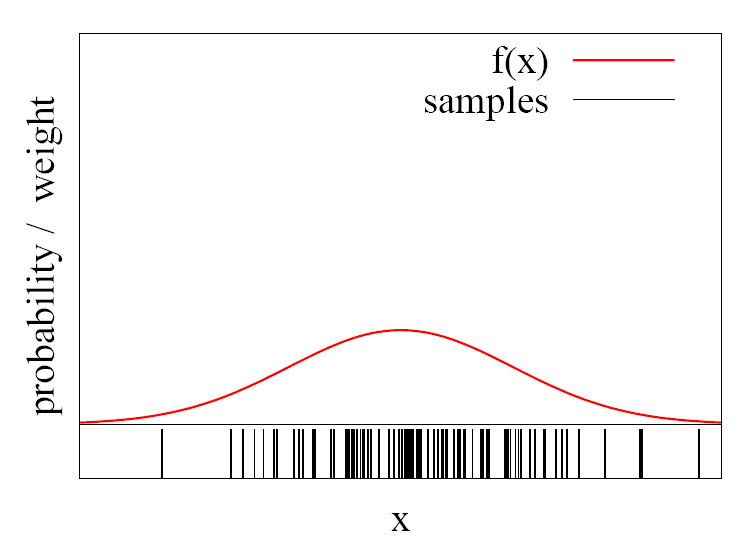 f(x)
samples
probability / weight
x